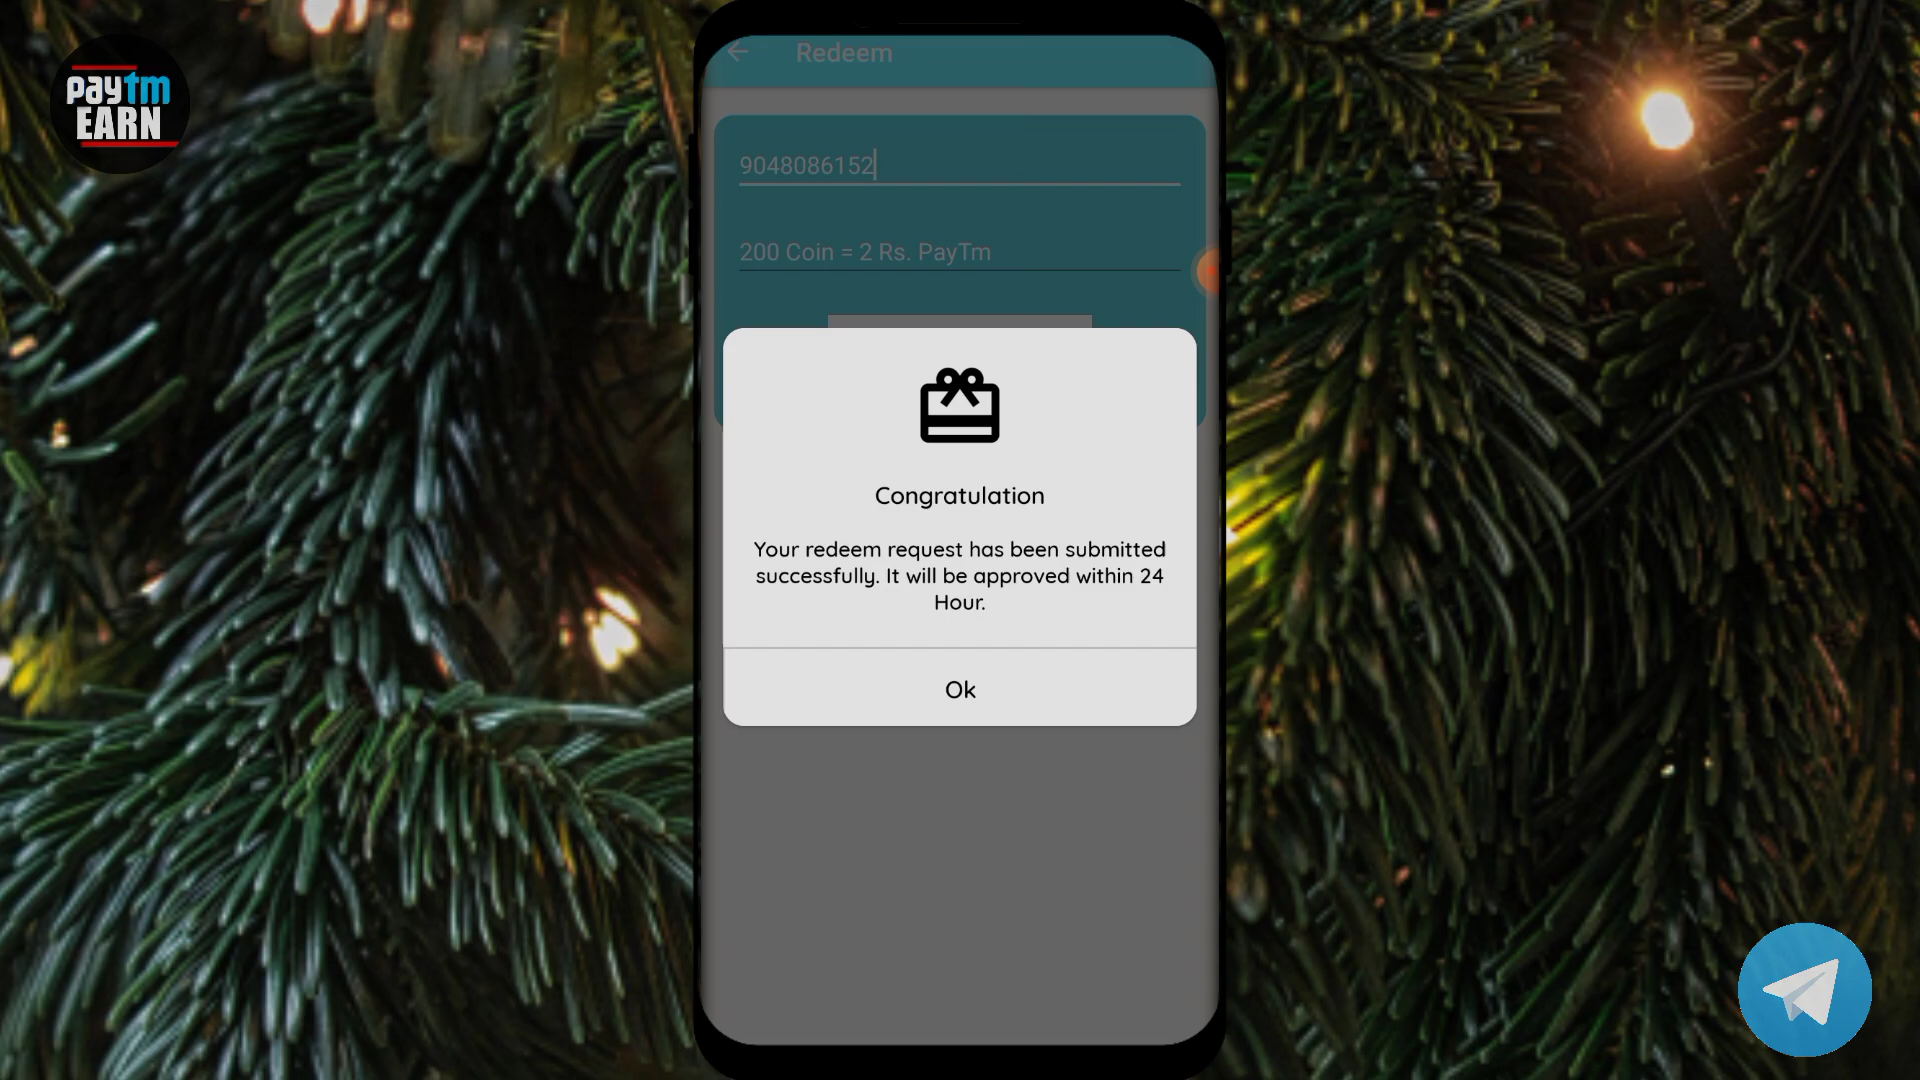 paytm
EARN
Redeem
9048086152
200 Coin = 2 Rs. PayTm
Congratulation
Your redeem request has been submitted
successfully. It will be approved within 24
Hour.
Ok